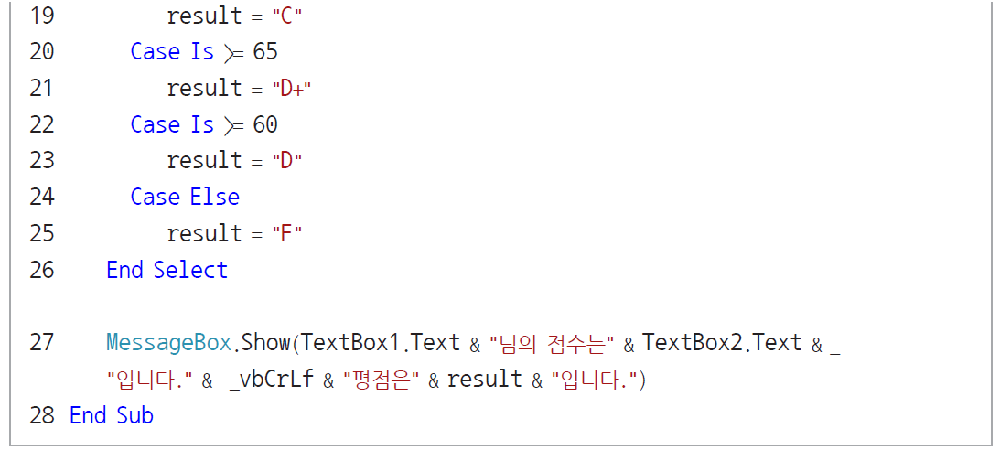 19 result = "C"
20 Case Is >= 65
21 result = "D+"
22 Case Is >= 60
23 result = "D"
24 Case Else
25 result = "F"
26 End Select
27 MessageBox.Show(TextBox1.Text & "님의 점수는" & TextBox2.Text & _
"입니다." & _vbCrLf & "평점은" & result & "입니다.")
28 End Sub